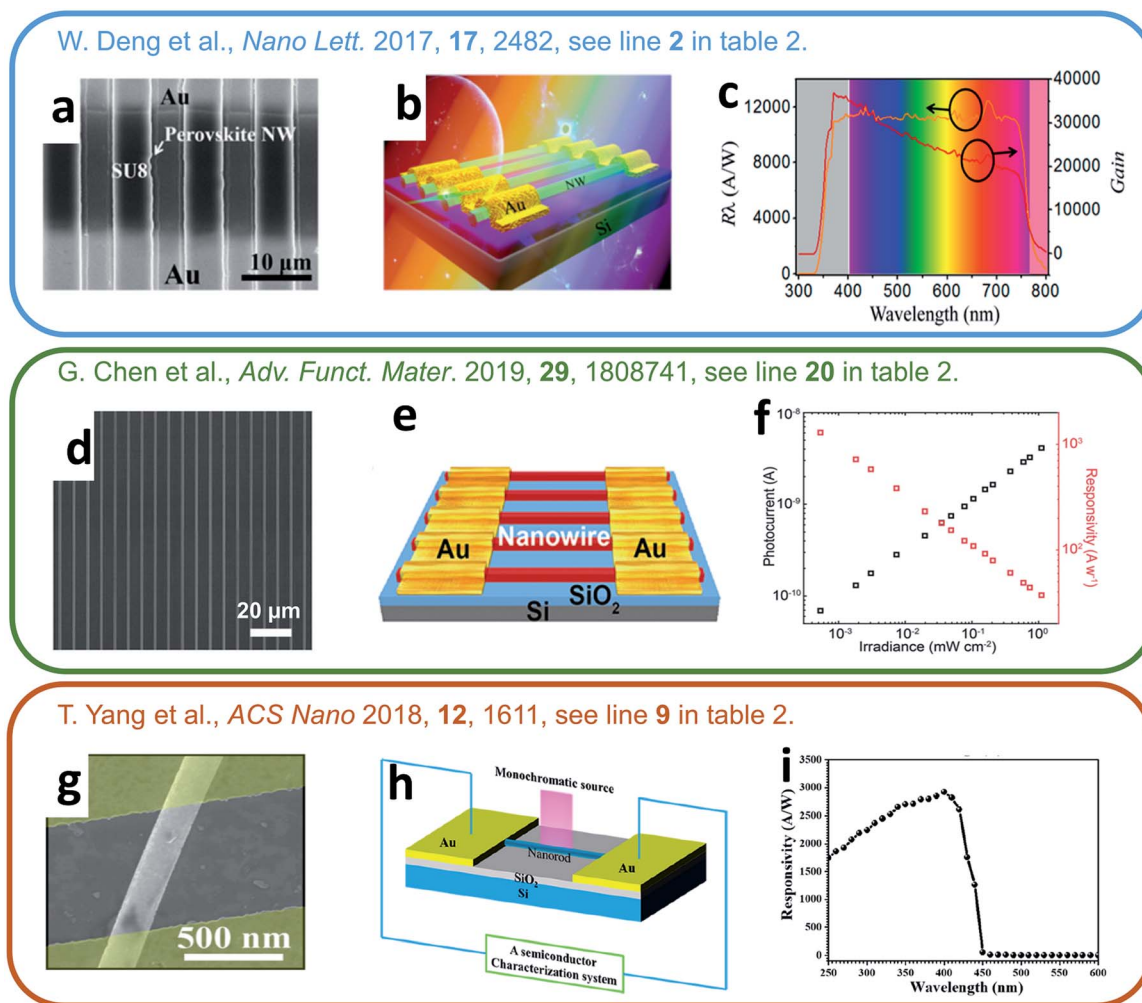 W. Deng et al., Nano Lett. 2017, 17, 2482, see line 2 in table 2.
a
Au
Perovskite NW
SU8
Au
10 μm
b
NW
Au
Si
c
Rλ (A/W)
12000
8000
4000
0
40000
30000
20000
10000
0
Gain
300 400 500 600 700 800
Wavelength (nm)
G. Chen et al., Adv. Funct. Mater. 2019, 29, 1808741, see line 20 in table 2.
d
20 μm
e
Au
Nanowire
Au
SiO2
Si
f
Photocurrent (A)
10-8
10-9
10-10
103
102
Responsivity (A w-1)
10-3 10-2 10-1 100
Irradiance (mW cm-2)
T. Yang et al., ACS Nano 2018, 12, 1611, see line 9 in table 2.
g
500 nm
h
Monochromatic source
Au
Nanorod
Au
SiO2
Si
A semiconductor
Characterization system
i
Responsivity (A/W)
3500
3000
2500
2000
1500
1000
500
0
250 300 350 400 450 500 550 600
Wavelength (nm)